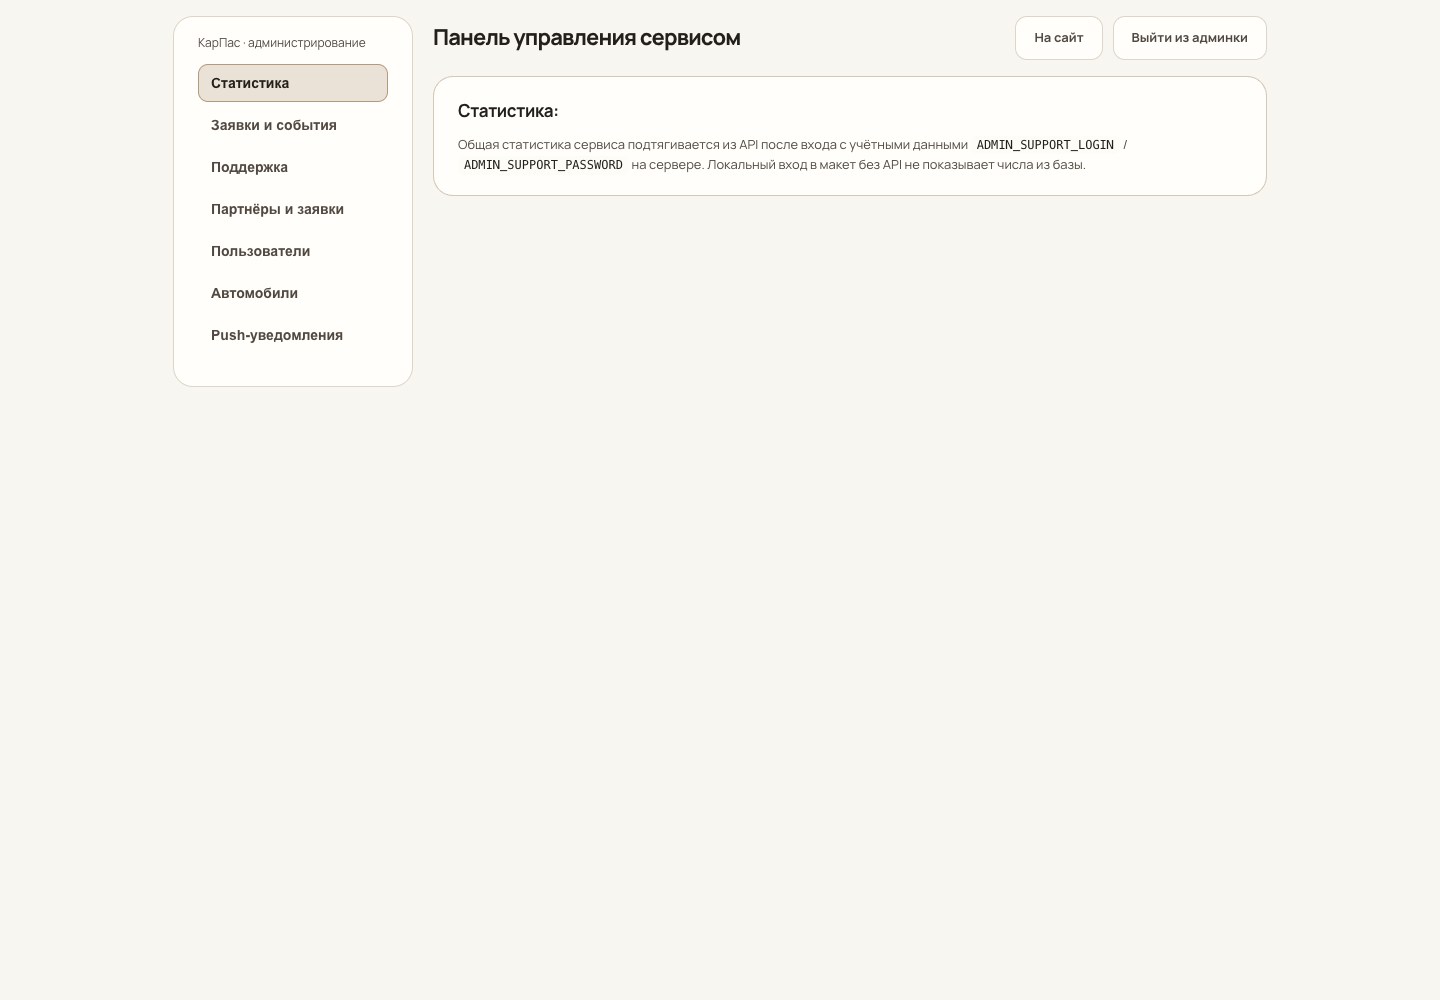 КарПас · администрирование
Статистика
Заявки и события
Поддержка
Партнёры и заявки
Пользователи
Автомобили
Push-уведомления
Панель управления сервисом
На сайт
Выйти из админки
Статистика:
Общая статистика сервиса подтягивается из API после входа с учётными данными ADMIN_SUPPORT_LOGIN /
ADMIN_SUPPORT_PASSWORD на сервере. Локальный вход в макет без API не показывает числа из базы.